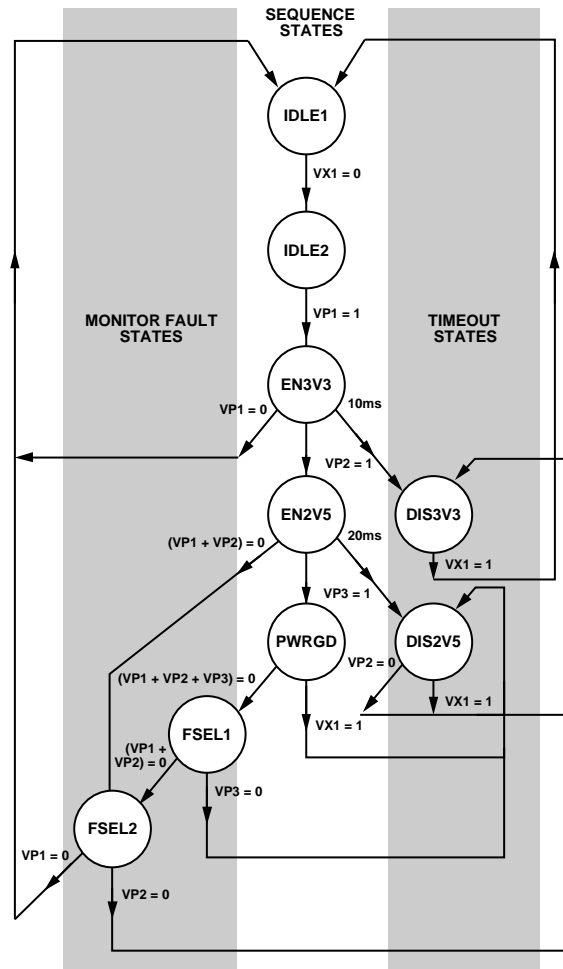 SEQUENCE
STATES
IDLE1
VX1 = 0
IDLE2
MONITOR FAULT
STATES
VP1 = 1
TIMEOUT
STATES
EN3V3
10ms
VP1 = 0
VP2 = 1
EN2V5
DIS3V3
(VP1 + VP2) = 0
20ms
VX1 = 1
VP3 = 1
PWRGD
DIS2V5
VP2 = 0
(VP1 + VP2 + VP3) = 0
VX1 = 1
VX1 = 1
FSEL1
(VP1 +
VP2) = 0
VP3 = 0
FSEL2
VP1 = 0
VP2 = 0